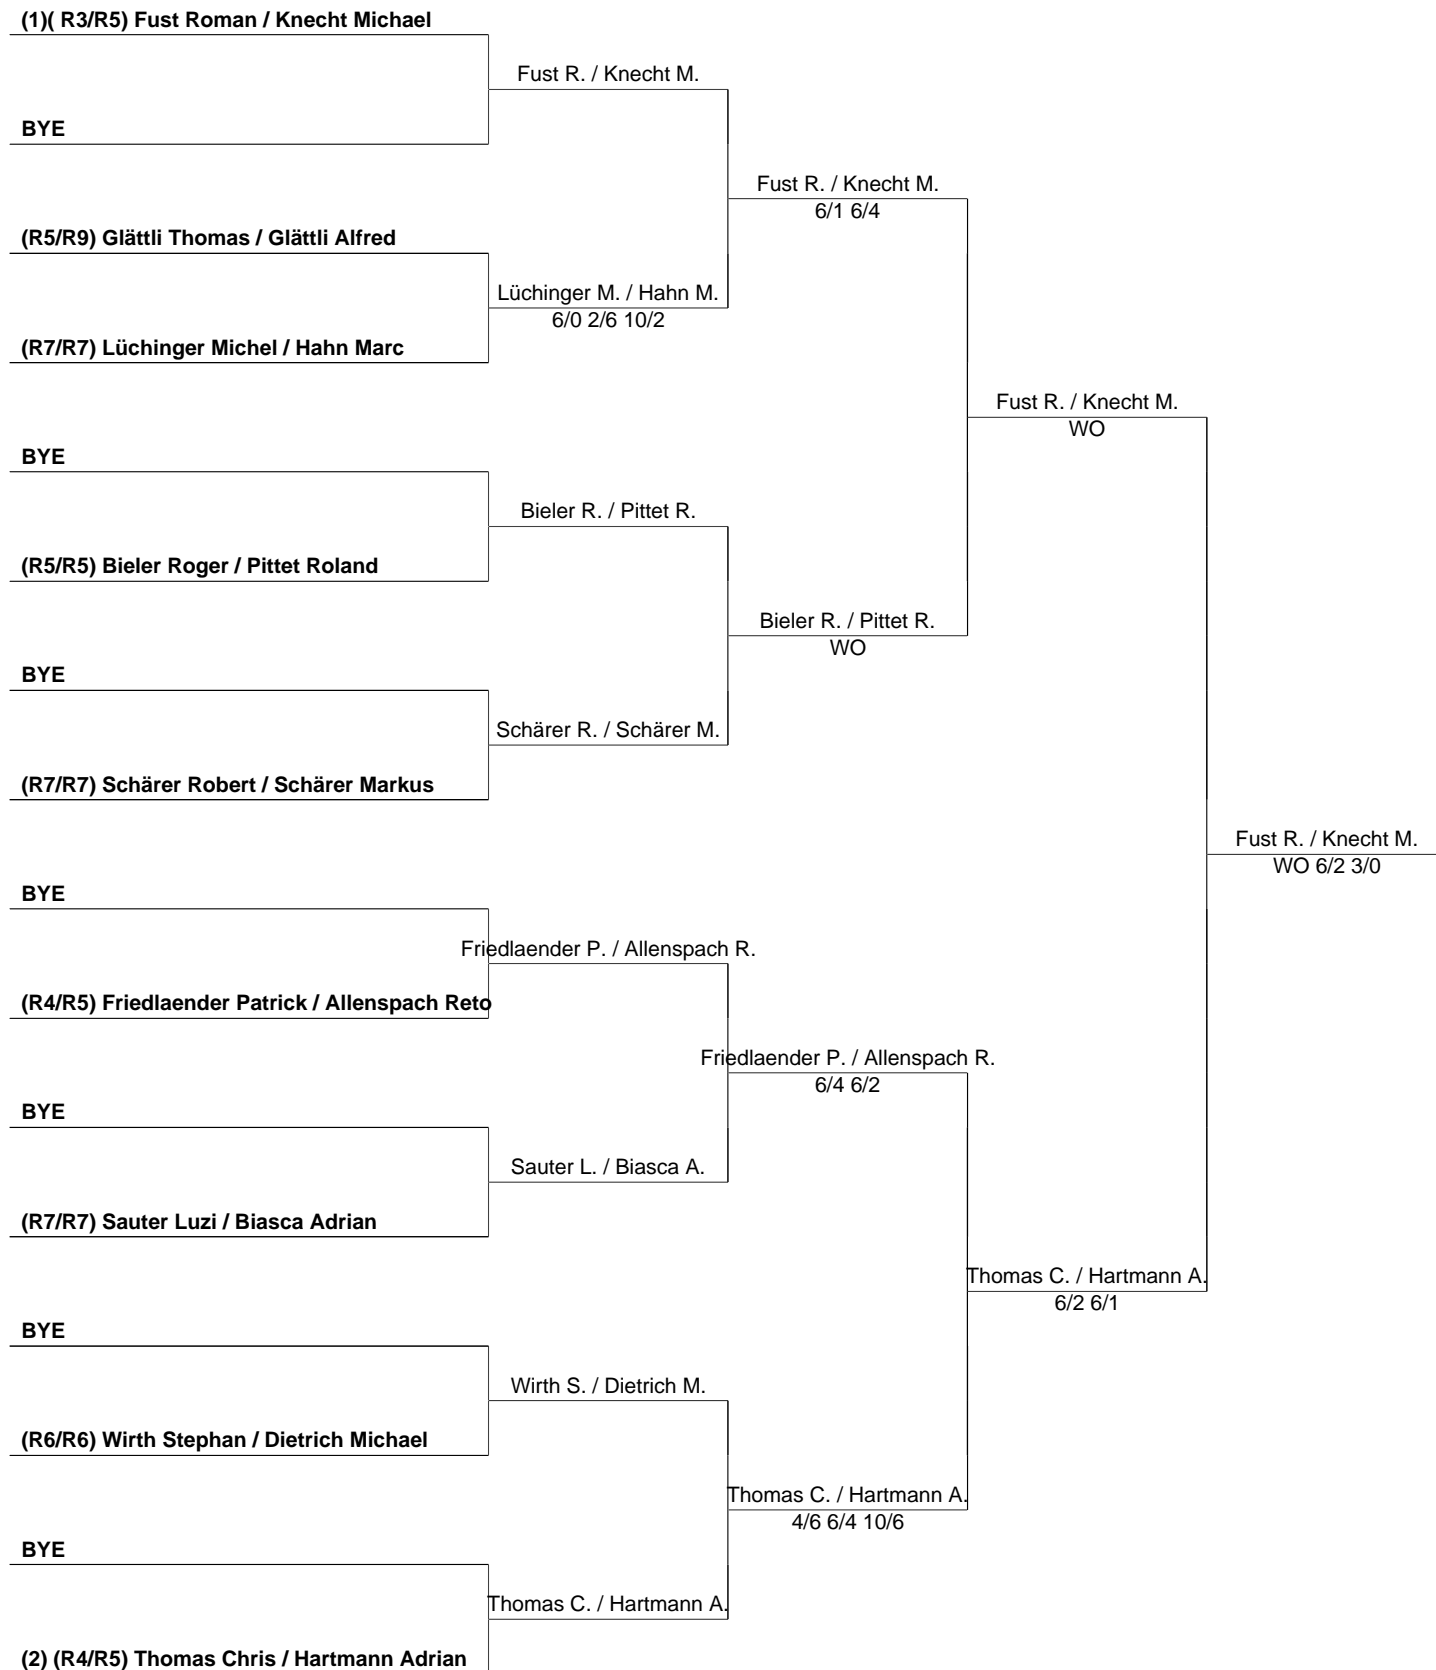 (1)( R3/R5) Fust Roman / Knecht Michael
Fust R. / Knecht M.
BYE
Fust R. / Knecht M.
6/1 6/4
(R5/R9) Glättli Thomas / Glättli Alfred
Lüchinger M. / Hahn M.
6/0 2/6 10/2
(R7/R7) Lüchinger Michel / Hahn Marc
Fust R. / Knecht M.
WO
BYE
Bieler R. / Pittet R.
(R5/R5) Bieler Roger / Pittet Roland
Bieler R. / Pittet R.
WO
BYE
Schärer R. / Schärer M.
(R7/R7) Schärer Robert / Schärer Markus
Fust R. / Knecht M.
WO 6/2 3/0
BYE
Friedlaender P. / Allenspach R.
(R4/R5) Friedlaender Patrick / Allenspach Reto
Friedlaender P. / Allenspach R.
6/4 6/2
BYE
Sauter L. / Biasca A.
(R7/R7) Sauter Luzi / Biasca Adrian
Thomas C. / Hartmann A.
6/2 6/1
BYE
Wirth S. / Dietrich M.
(R6/R6) Wirth Stephan / Dietrich Michael
Thomas C. / Hartmann A.
4/6 6/4 10/6
BYE
Thomas C. / Hartmann A.
(2) (R4/R5) Thomas Chris / Hartmann Adrian